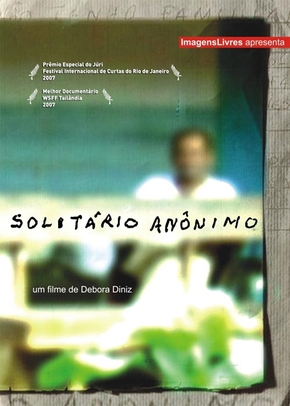 ImagensLivres apresenta
Prêmio Especial do Júri
Festival Internacional de Curtas do Rio de Janeiro
2007
Melhor Documentário
WSFF Tailândia
2007
SOLITÁRIO ANÔNIMO
um filme de Debora Diniz